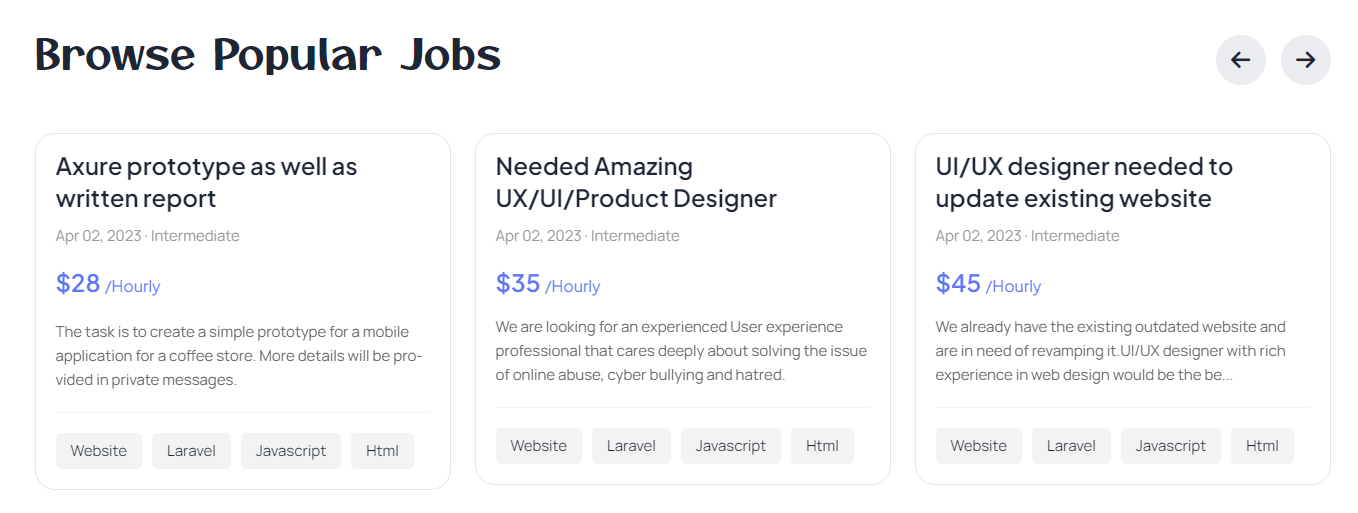 Browse Popular Jobs
Axure prototype as well as
written report
Apr 02, 2023 · Intermediate
$28 /Hourly
The task is to create a simple prototype for a mobile
application for a coffee store. More details will be pro-
vided in private messages.
Website Laravel Javascript Html
Needed Amazing
UX/UI/Product Designer
Apr 02, 2023 · Intermediate
$35 /Hourly
We are looking for an experienced User experience
professional that cares deeply about solving the issue
of online abuse, cyber bullying and hatred.
Website Laravel Javascript Html
UI/UX designer needed to
update existing website
Apr 02, 2023 · Intermediate
$45 /Hourly
We already have the existing outdated website and
are in need of revamping it.UI/UX designer with rich
experience in web design would be the be...
Website Laravel Javascript Html